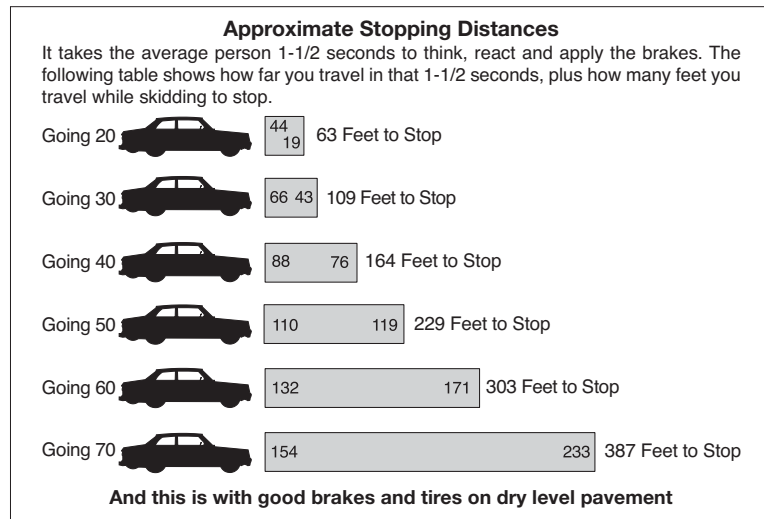 Approximate Stopping Distances
It takes the average person 1-1/2 seconds to think, react and apply the brakes. The
following table shows how far you travel in that 1-1/2 seconds, plus how many feet you
travel while skidding to stop.
Going 20 44 19 63 Feet to Stop
Going 30 66 43 109 Feet to Stop
Going 40 88 76 164 Feet to Stop
Going 50 110 119 229 Feet to Stop
Going 60 132 171 303 Feet to Stop
Going 70 154 233 387 Feet to Stop
And this is with good brakes and tires on dry level pavement